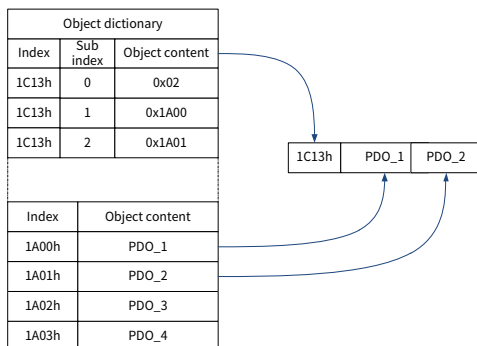 Object dictionary
Index Sub index Object content
1C13h 0 0x02
1C13h 1 0x1A00
1C13h 2 0x1A01
1C13h PDO_1 PDO_2
Index Object content
1A00h PDO_1
1A01h PDO_2
1A02h PDO_3
1A03h PDO_4